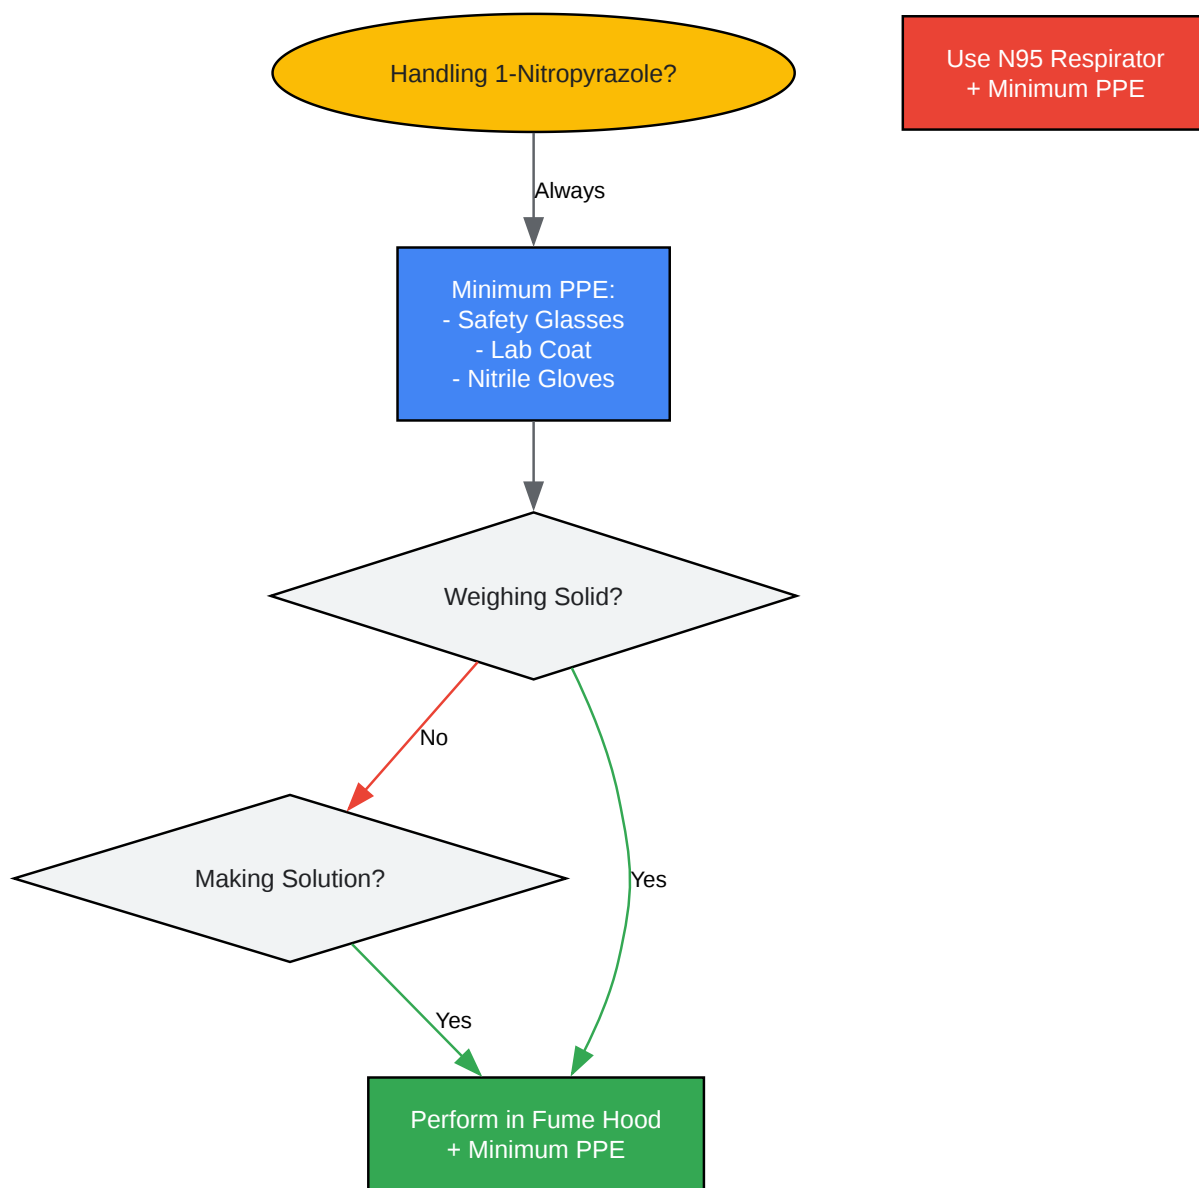 Handling 1-Nitropyrazole?
Use N95 Respirator
+ Minimum PPE
Always
Minimum PPE:
- Safety Glasses
- Lab Coat
- Nitrile Gloves
Weighing Solid?
No
Making Solution?
Yes
Yes
Perform in Fume Hood
+ Minimum PPE